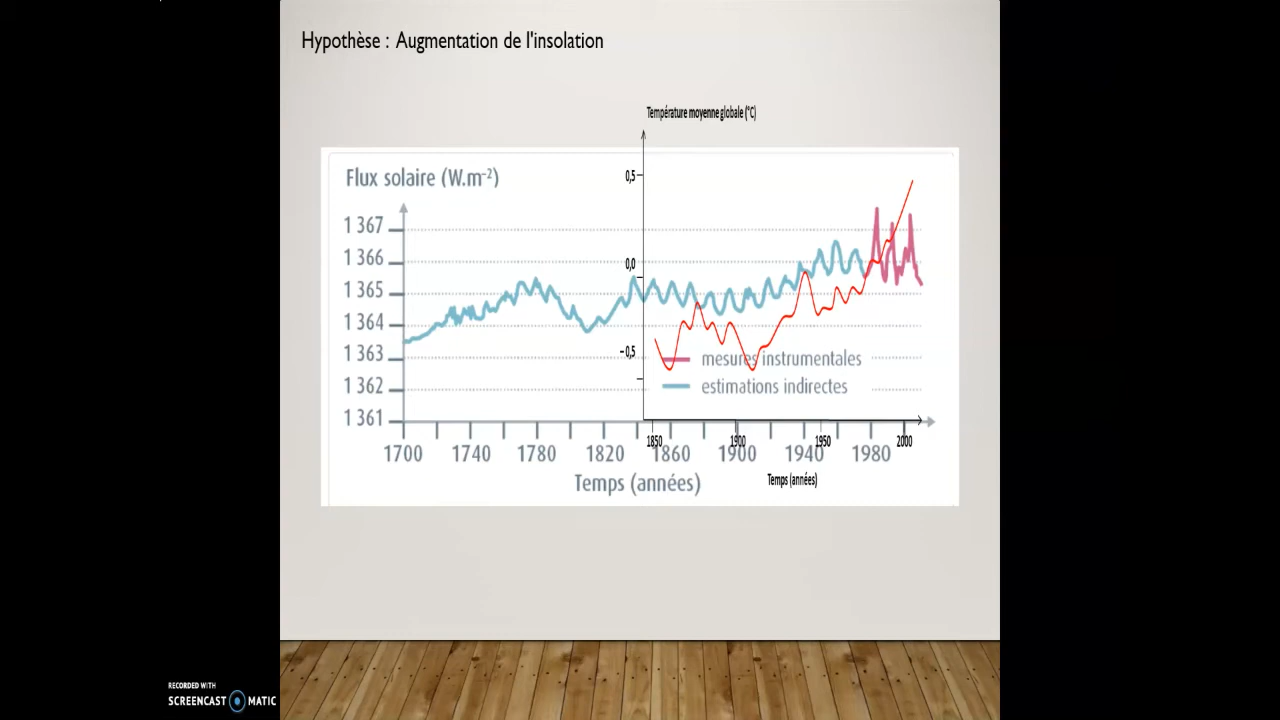 Hypothèse : Augmentation de l'insolation
Température moyenne globale (°C)
Flux solaire (W.m⁻²)
0,5
1 367
1 366
0,0
1 365
1 364
- 0,5
1 363
mesures instrumentales
1 362
estimations indirectes
1 361
1850 1900 1950 2000
1700 1740 1780 1820 1860 1900 1940 1980
Temps (années)
Temps (années)
RECORDED WITH
SCREENCAST MATIC